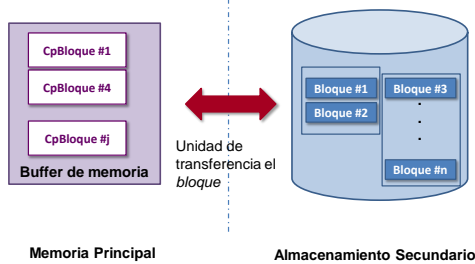 CpBloque #1
CpBloque #4
CpBloque #j
Buffer de memoria
Unidad de
transferencia el
bloque
Bloque #1
Bloque #2
Bloque #3
.
.
.
Bloque #n
Memoria Principal
Almacenamiento Secundario